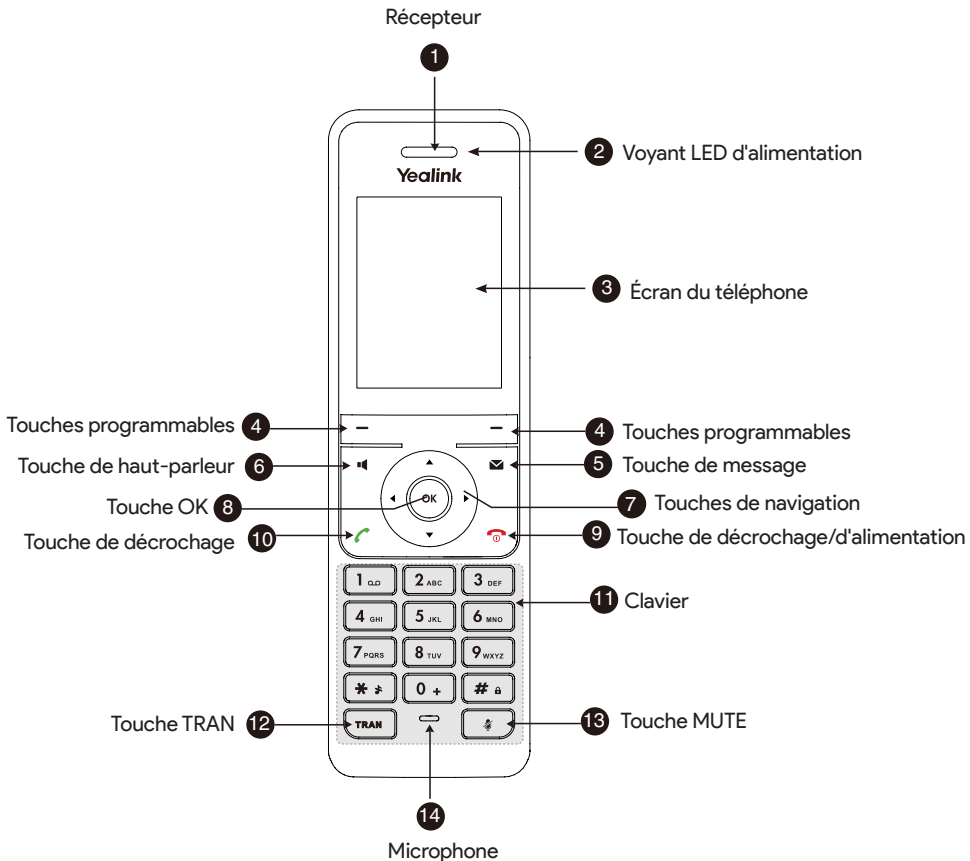 Récepteur
1
2 Voyant LED d'alimentation
Yealink
3 Écran du téléphone
Touches programmables 4
4 Touches programmables
Touche de haut-parleur 6
5 Touche de message
Touche OK 8
OK
7 Touches de navigation
Touche de décrochage 10
9 Touche de décrochage/d'alimentation
1 2 ABC 3 DEF
11 Clavier
4 GHI 5 JKL 6 MNO
7 PQRS 8 TUV 9 WXYZ
* 0 + #
Touche TRAN 12
TRAN
13 Touche MUTE
14
Microphone